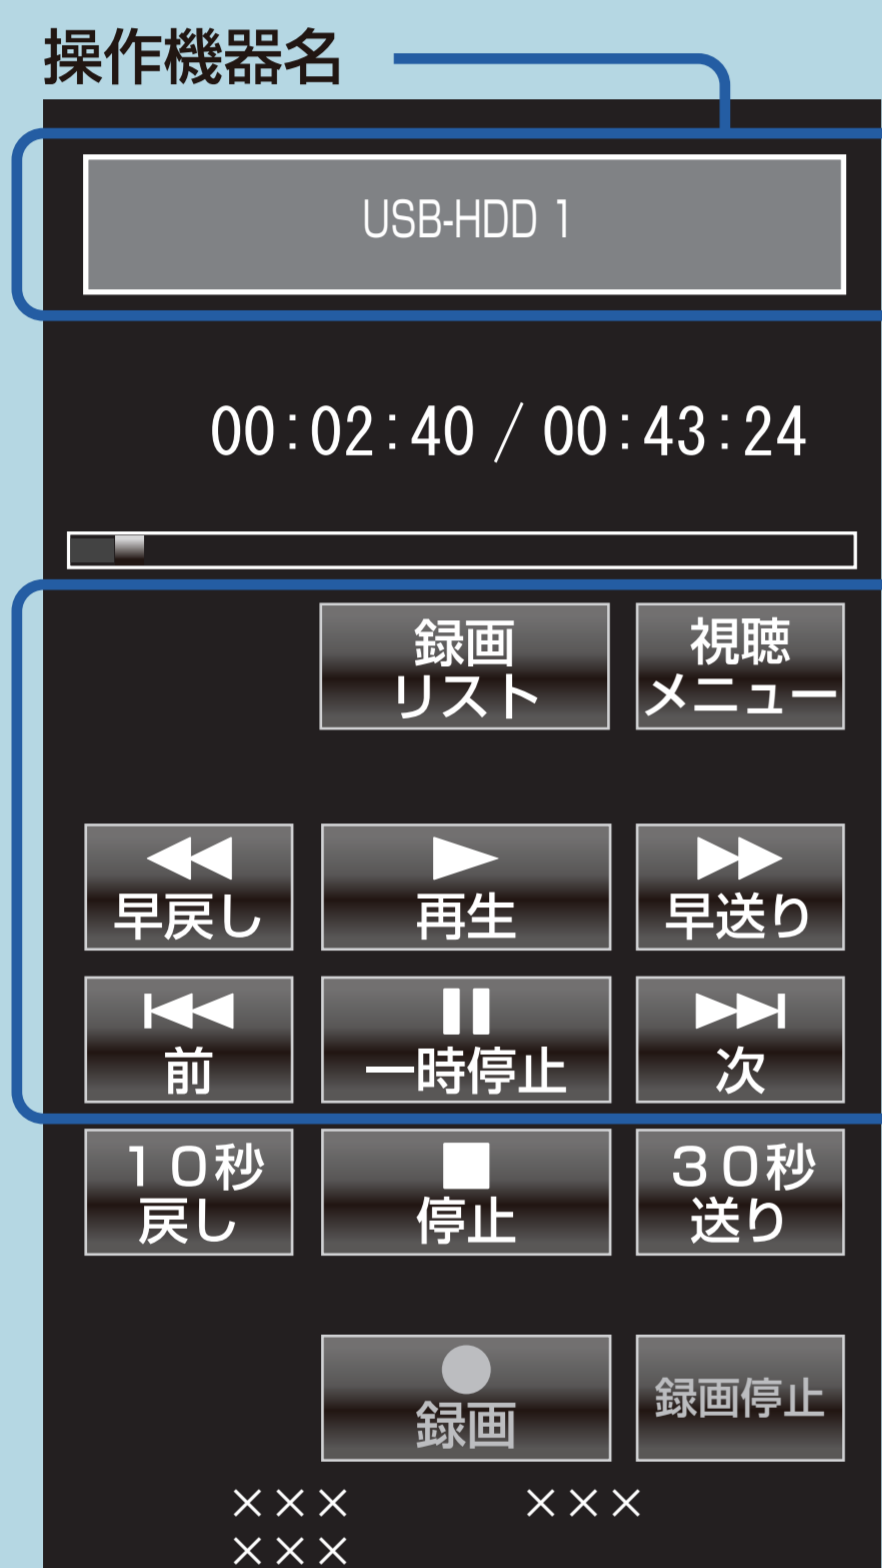 操作機器名
USB-HDD 1
00:02:40 / 00:43:24
録画
リスト
視聴
メニュー
早戻し
再生
早送り
前
一時停止
次
１０秒
戻し
停止
３０秒
送り
録画
録画停止
××× ×××
×××